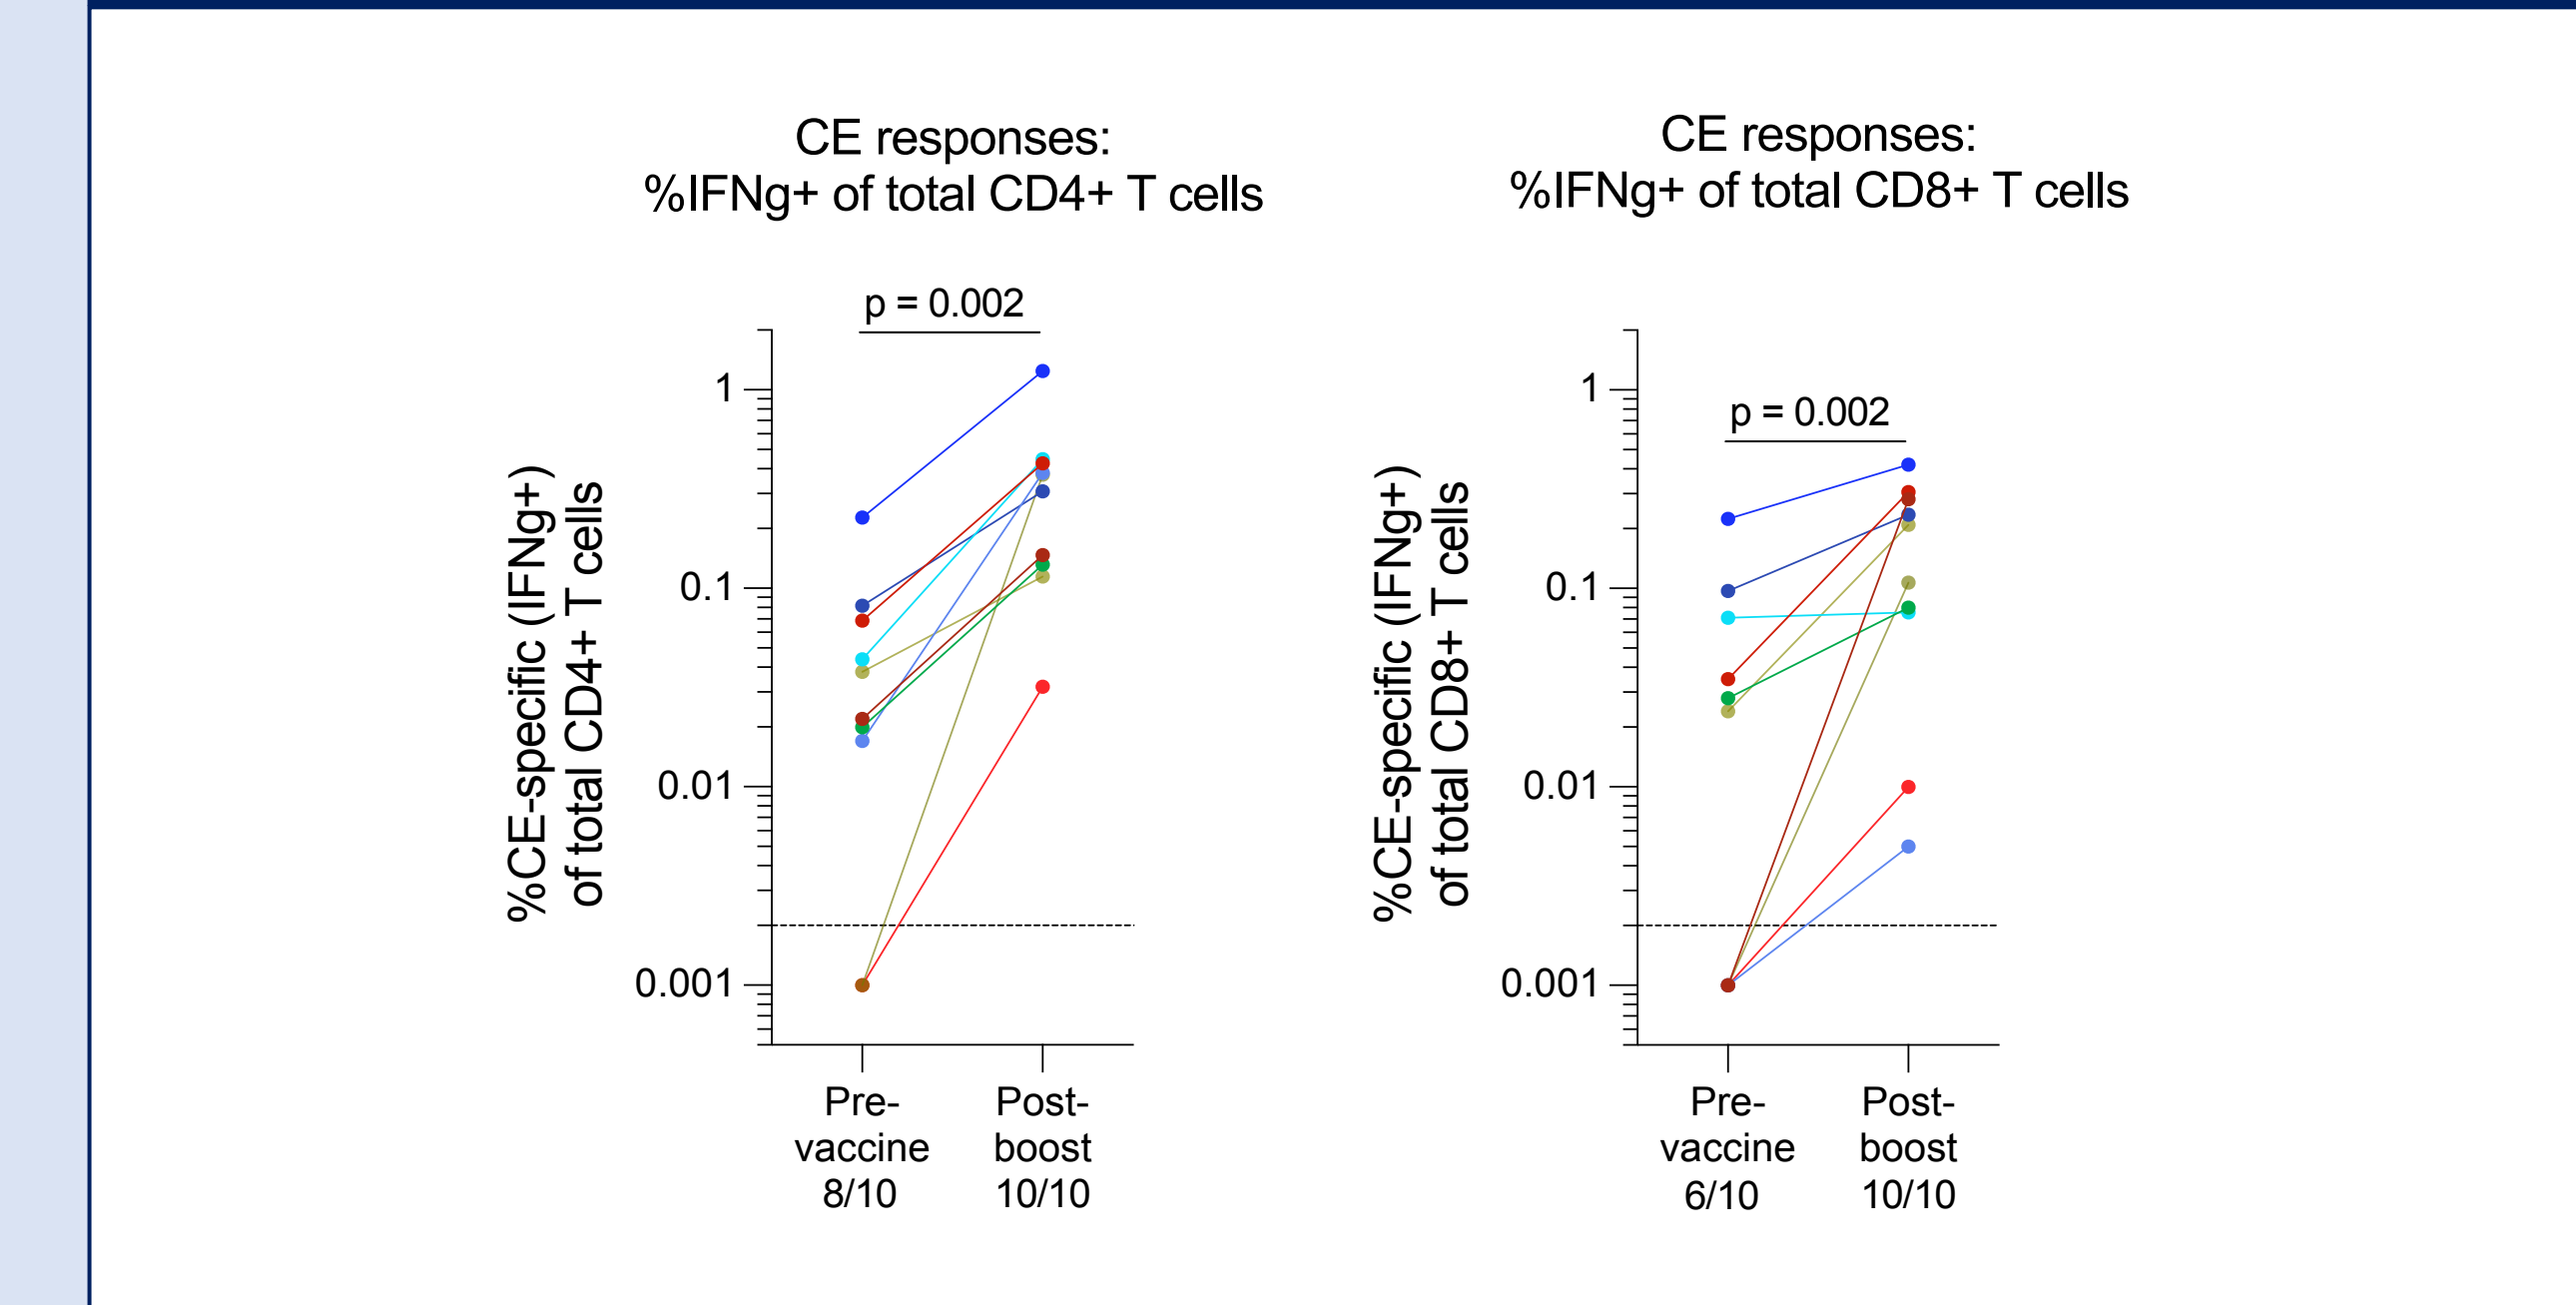 CE responses:
%IFNg+ of total CD4+ T cells
p = 0.002
%CE-specific (IFNg+)
of total CD4+ T cells
1
0.1
0.01
0.001
Pre-
vaccine
8/10
Post-
boost
10/10
CE responses:
%IFNg+ of total CD8+ T cells
p = 0.002
%CE-specific (IFNg+)
of total CD8+ T cells
1
0.1
0.01
0.001
Pre-
vaccine
6/10
Post-
boost
10/10